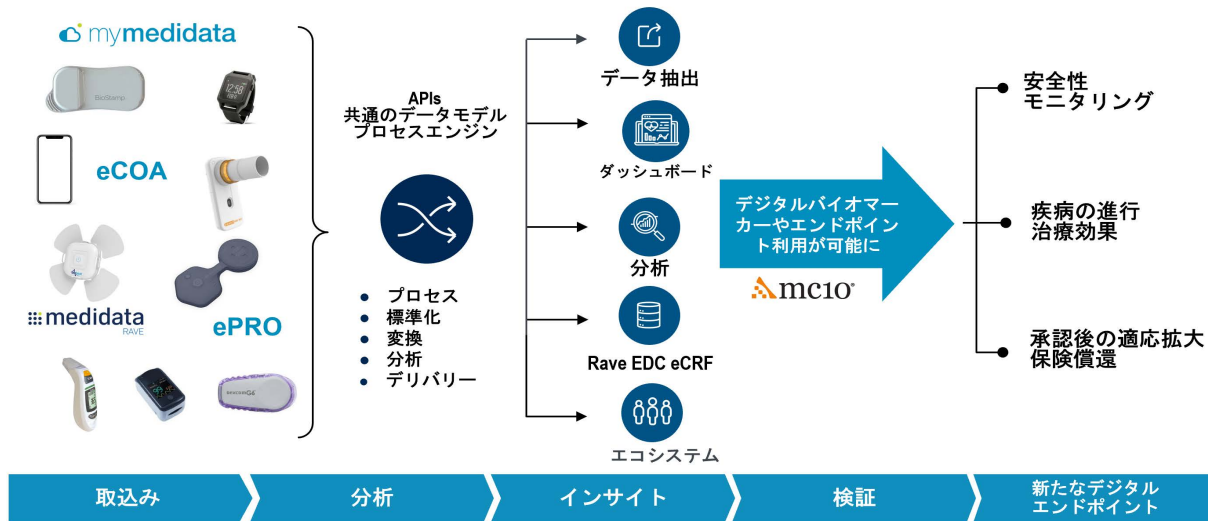 mymedidata
BioStamp
eCOA
medidata
RAVE
ePRO
APIs
共通のデータモデル
プロセスエンジン
● プロセス
● 標準化
● 変換
● 分析
● デリバリー
データ抽出
ダッシュボード
分析
Rave EDC eCRF
エコシステム
デジタルバイオマー
カーやエンドポイン
ト利用が可能に
mc10®
安全性
モニタリング
疾病の進行
治療効果
承認後の適応拡大
保険償還
取込み
分析
インサイト
検証
新たなデジタル
エンドポイント